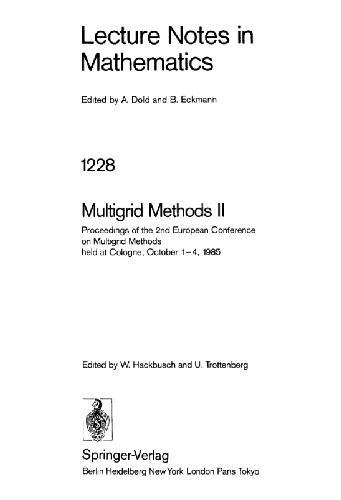 Lecture Notes in
Mathematics
Edited by A. Dold and B. Eckmann
1228
Multigrid Methods II
Proceedings of the 2nd European Conference
on Multigrid Methods
held at Cologne, October 1–4, 1985
Edited by W. Hackbusch and U. Trottenberg
Springer-Verlag
Berlin Heidelberg New York London Paris Tokyo